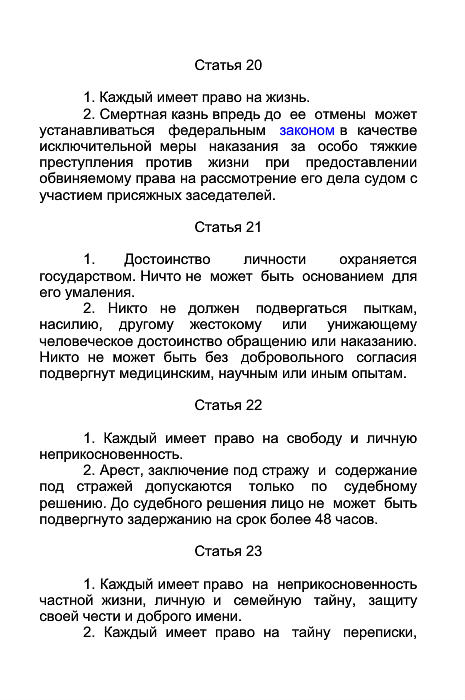 Статья 20
1. Каждый имеет право на жизнь.
2. Смертная казнь впредь до ее отмены может
устанавливаться федеральным законом в качестве
исключительной меры наказания за особо тяжкие
преступления против жизни при предоставлении
обвиняемому права на рассмотрение его дела судом с
участием присяжных заседателей.
Статья 21
1. Достоинство личности охраняется
государством. Ничто не может быть основанием для
его умаления.
2. Никто не должен подвергаться пыткам,
насилию, другому жестокому или унижающему
человеческое достоинство обращению или наказанию.
Никто не может быть без добровольного согласия
подвергнут медицинским, научным или иным опытам.
Статья 22
1. Каждый имеет право на свободу и личную
неприкосновенность.
2. Арест, заключение под стражу и содержание
под стражей допускаются только по судебному
решению. До судебного решения лицо не может быть
подвергнуто задержанию на срок более 48 часов.
Статья 23
1. Каждый имеет право на неприкосновенность
частной жизни, личную и семейную тайну, защиту
своей чести и доброго имени.
2. Каждый имеет право на тайну переписки,